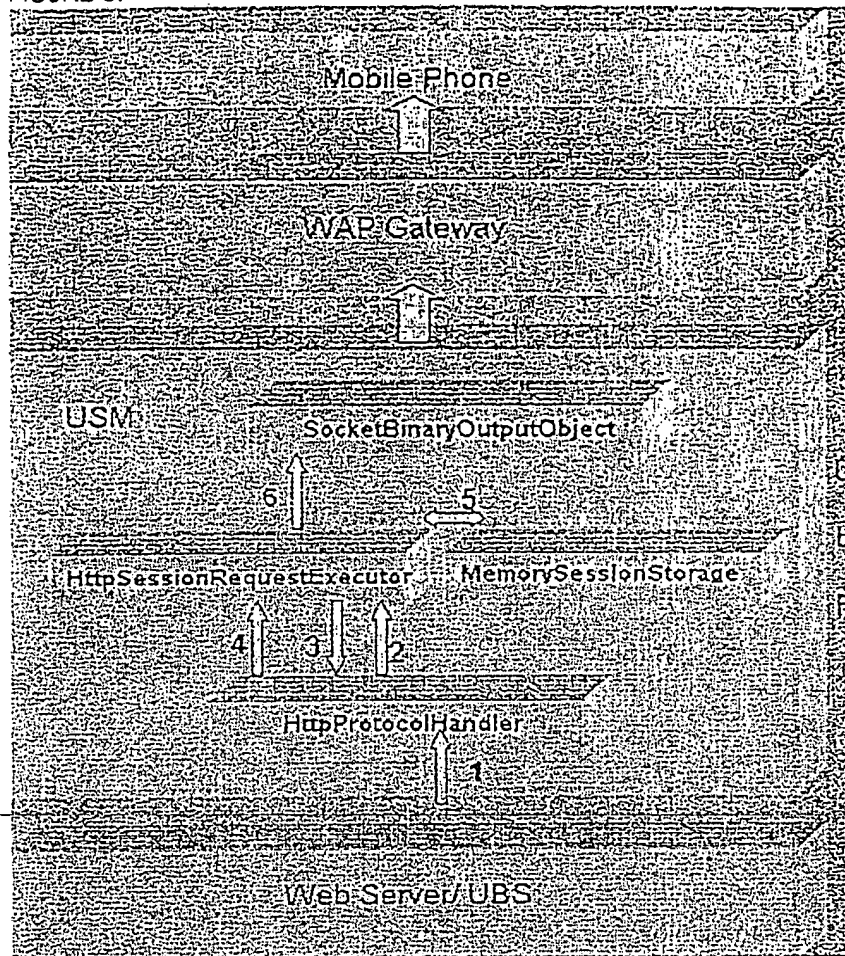 Mobile Phone
WAP Gateway
USM
SocketBinaryOutputObject
6
5
HttpSessionRequestExecutor
MemorySessionStorage
4
3
2
HttpProtocolHandler
1
Web Server/ UBS